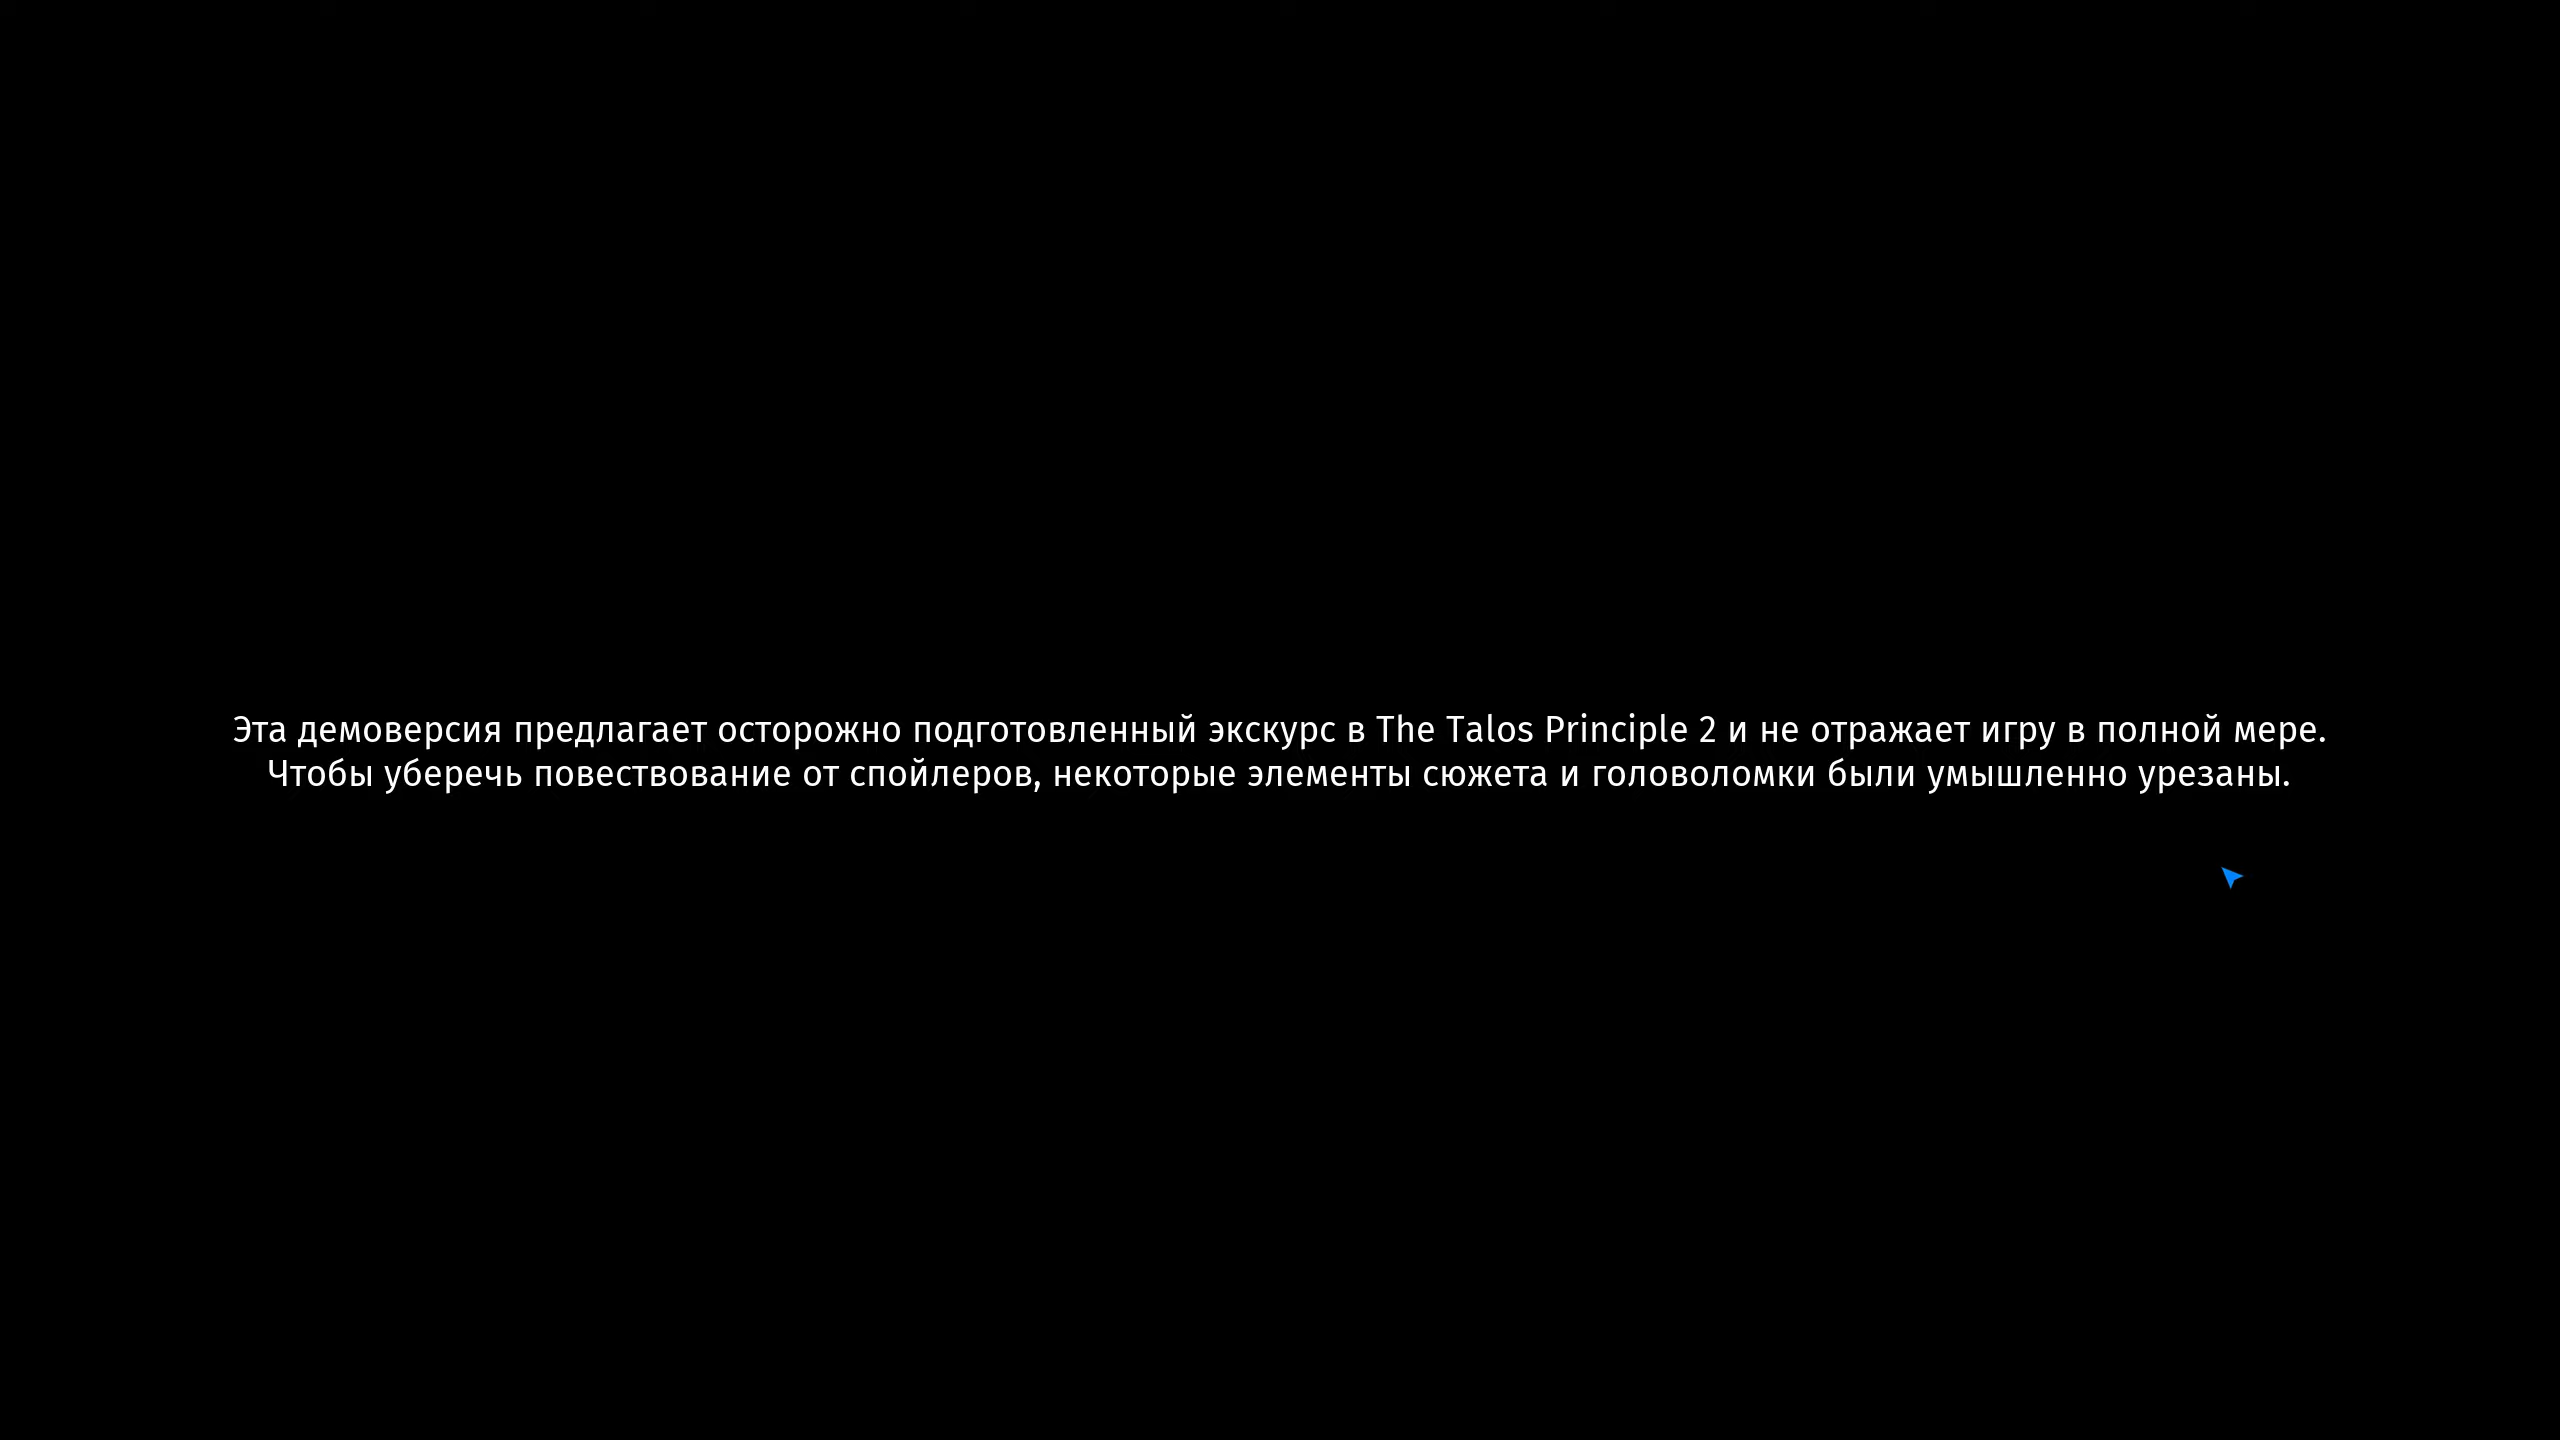 Эта демоверсия предлагает осторожно подготовленный экскурс в The Talos Principle 2 и не отражает игру в полной мере.
Чтобы уберечь повествование от спойлеров, некоторые элементы сюжета и головоломки были умышленно урезаны.